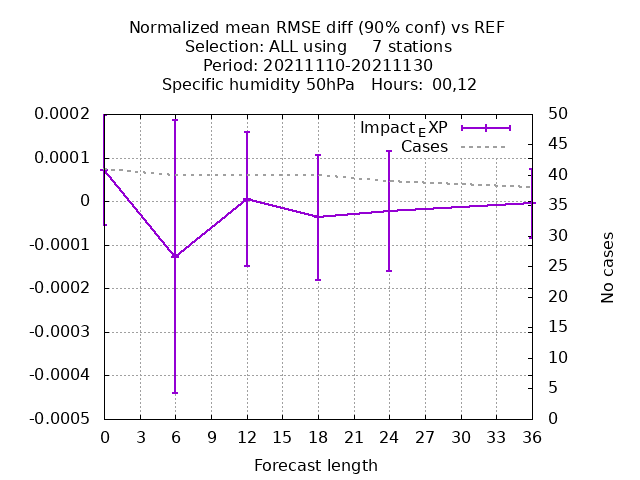 Normalized mean RMSE diff (90% conf) vs REF
Selection: ALL using     7 stations
Period: 20211110-20211130
Specific humidity 50hPa   Hours:  00,12
0.0002 50
Impact_EXP
45
Cases
0.0001 40
0 35
-0.0001 30
25
No cases
-0.0002 20
-0.0003 15
10
-0.0004 5
-0.0005 0
0 3 6 9 12 15 18 21 24 27 30 33 36
Forecast length